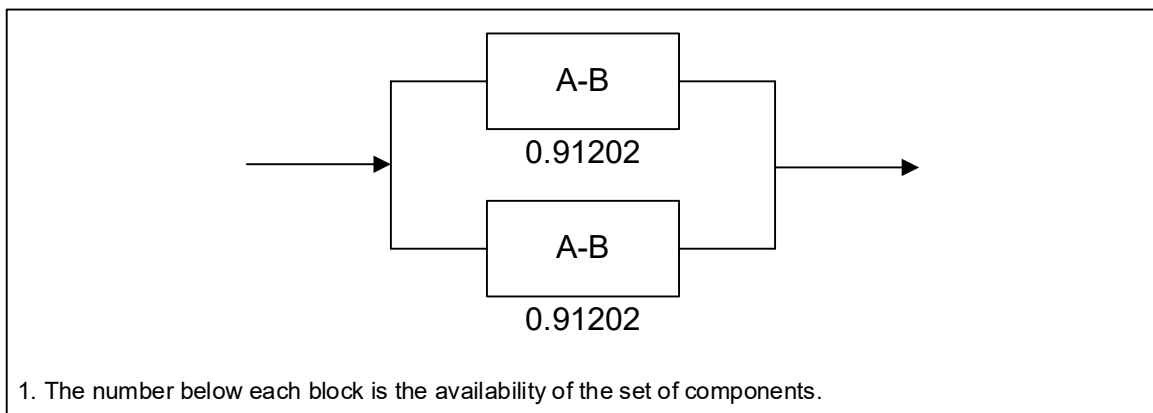 A-B
0.91202
A-B
0.91202
1. The number below each block is the availability of the set of components.